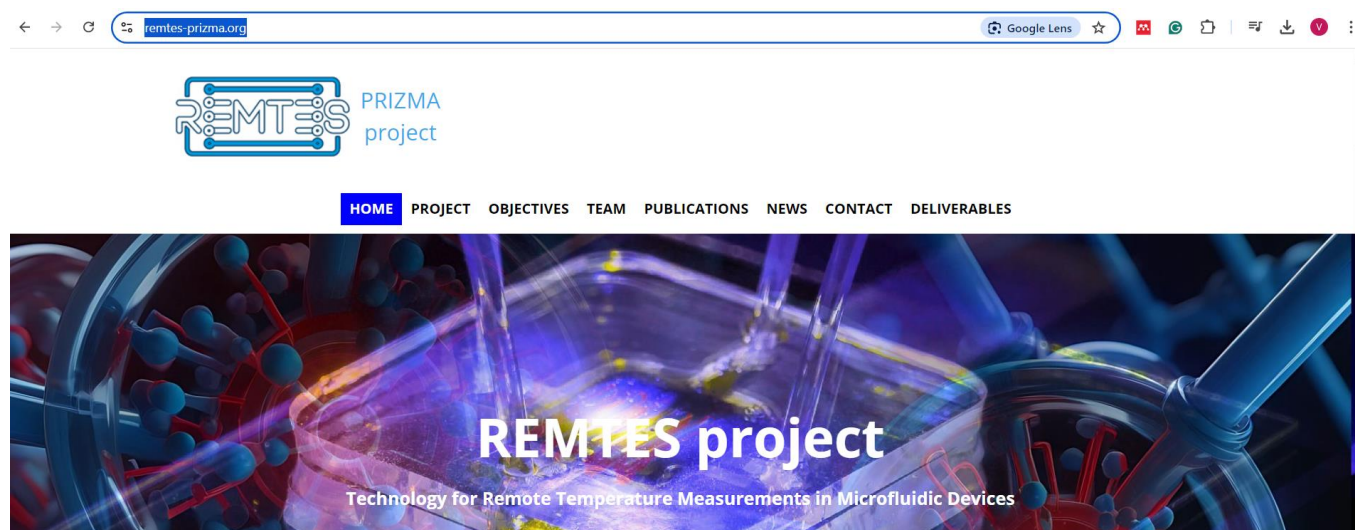 remtes-prizma.org
Google Lens
V
REMTES
PRIZMA
project
HOME PROJECT OBJECTIVES TEAM PUBLICATIONS NEWS CONTACT DELIVERABLES
REMTES project
Technology for Remote Temperature Measurements in Microfluidic Devices